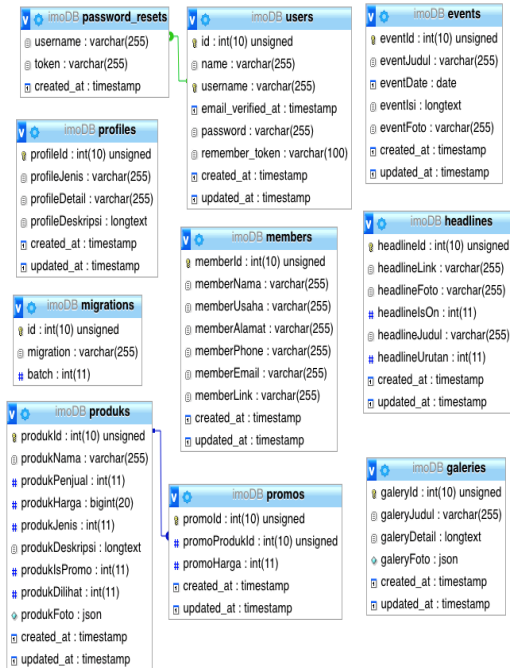 imoDB password_resets
username : varchar(255)
token : varchar(255)
created_at : timestamp
imoDB users
id : int(10) unsigned
name : varchar(255)
username : varchar(255)
email_verified_at : timestamp
password : varchar(255)
remember_token : varchar(100)
created_at : timestamp
updated_at : timestamp
imoDB events
eventId : int(10) unsigned
eventJudul : varchar(255)
eventDate : date
eventIsi : longtext
eventFoto : varchar(255)
created_at : timestamp
updated_at : timestamp
imoDB profiles
profileId : int(10) unsigned
profileJenis : varchar(255)
profileDetail : varchar(255)
profileDeskripsi : longtext
created_at : timestamp
updated_at : timestamp
imoDB members
memberId : int(10) unsigned
memberNama : varchar(255)
memberUsaha : varchar(255)
memberAlamat : varchar(255)
memberPhone : varchar(255)
memberEmail : varchar(255)
memberLink : varchar(255)
created_at : timestamp
updated_at : timestamp
imoDB headlines
headlineId : int(10) unsigned
headlineLink : varchar(255)
headlineFoto : varchar(255)
headlineIsOn : int(11)
headlineJudul : varchar(255)
headlineUrutan : int(11)
created_at : timestamp
updated_at : timestamp
imoDB migrations
id : int(10) unsigned
migration : varchar(255)
batch : int(11)
imoDB produks
produkId : int(10) unsigned
produkNama : varchar(255)
produkPenjual : int(11)
produkHarga : bigint(20)
produkJenis : int(11)
produkDeskripsi : longtext
produkIsPromo : int(11)
produkDilihat : int(11)
produkFoto : json
created_at : timestamp
updated_at : timestamp
imoDB promos
promoId : int(10) unsigned
promoProdukId : int(10) unsigned
promoHarga : int(11)
created_at : timestamp
updated_at : timestamp
imoDB galeries
galeryId : int(10) unsigned
galeryJudul : varchar(255)
galeryDetail : longtext
galeryFoto : json
created_at : timestamp
updated_at : timestamp